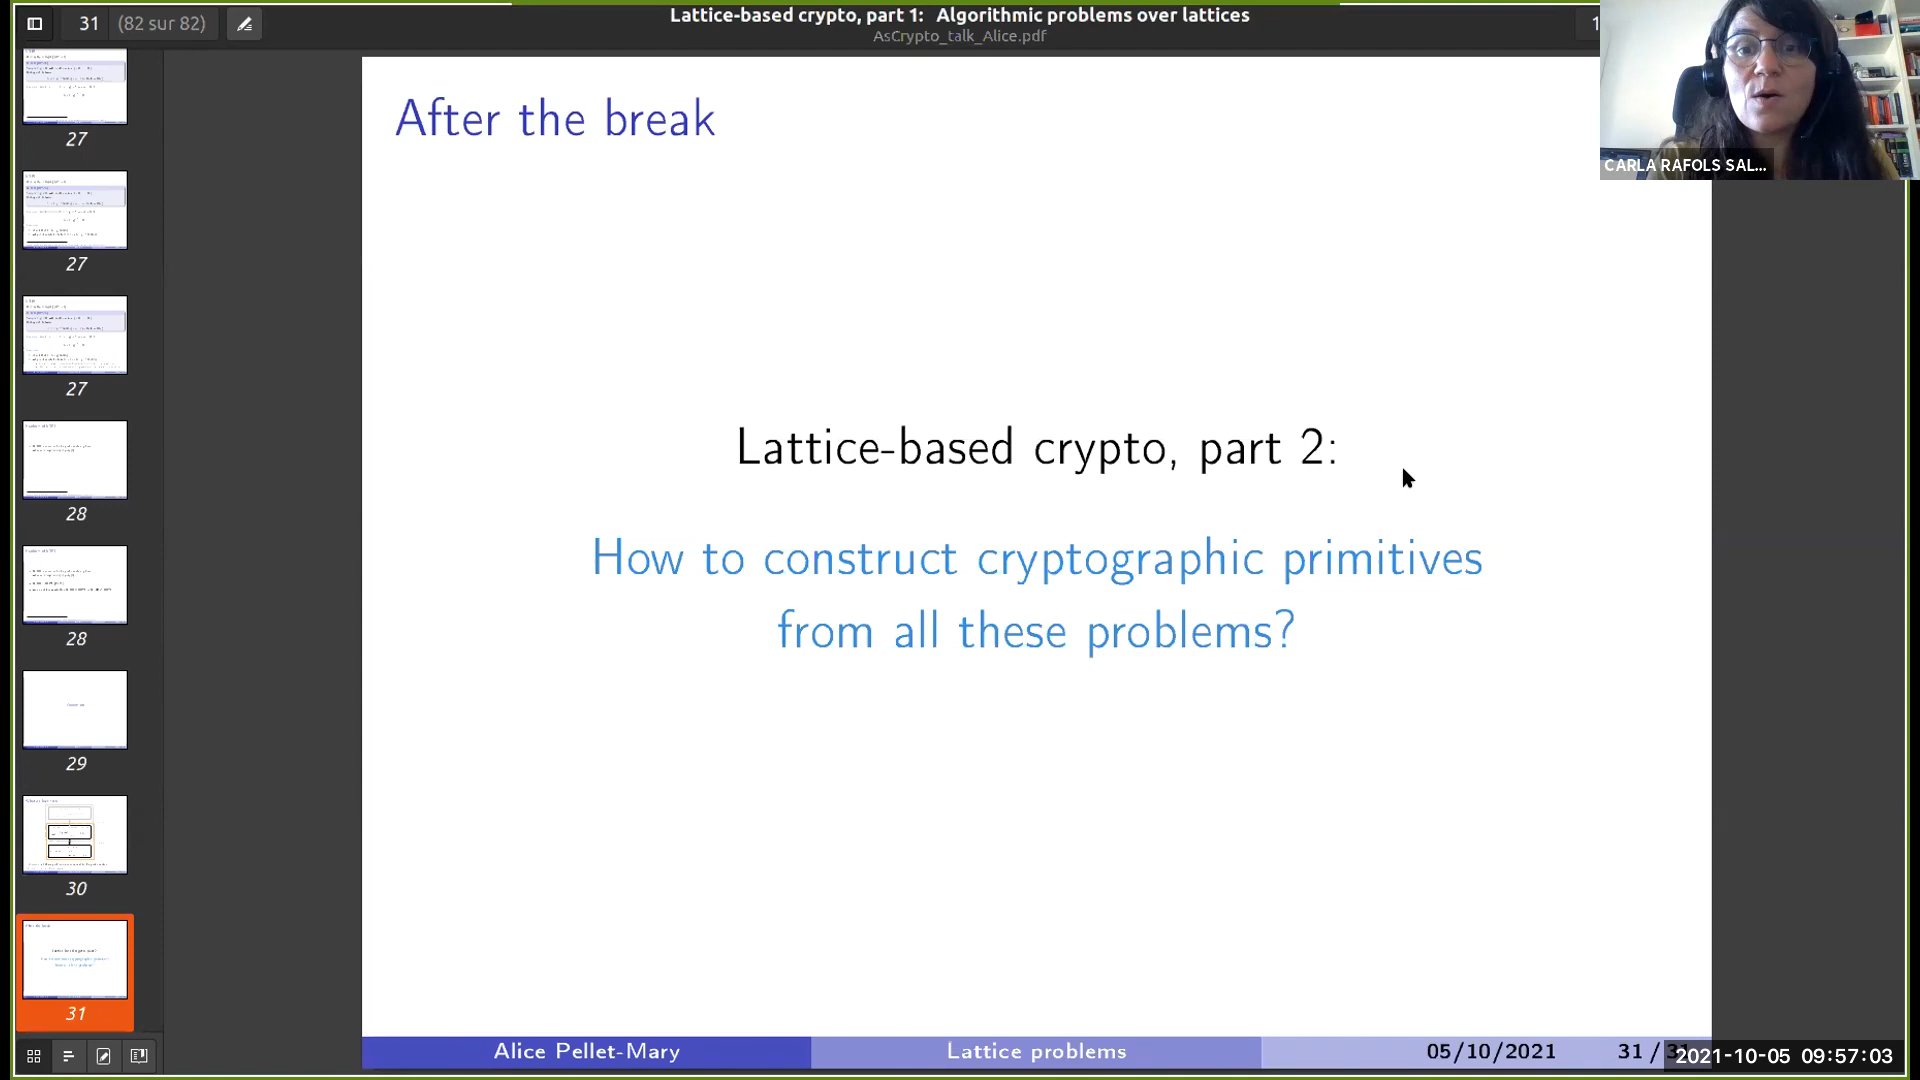 31 (82 sur 82)
Lattice-based crypto, part 1: Algorithmic problems over lattices
AsCrypto_talk_Alice.pdf
CARLA RAFOLS SAL...
27
27
27
28
28
29
30
31
After the break
Lattice-based crypto, part 2:
How to construct cryptographic primitives
from all these problems?
Alice Pellet-Mary
Lattice problems
05/10/2021
31 /
2021-10-05 09:57:03